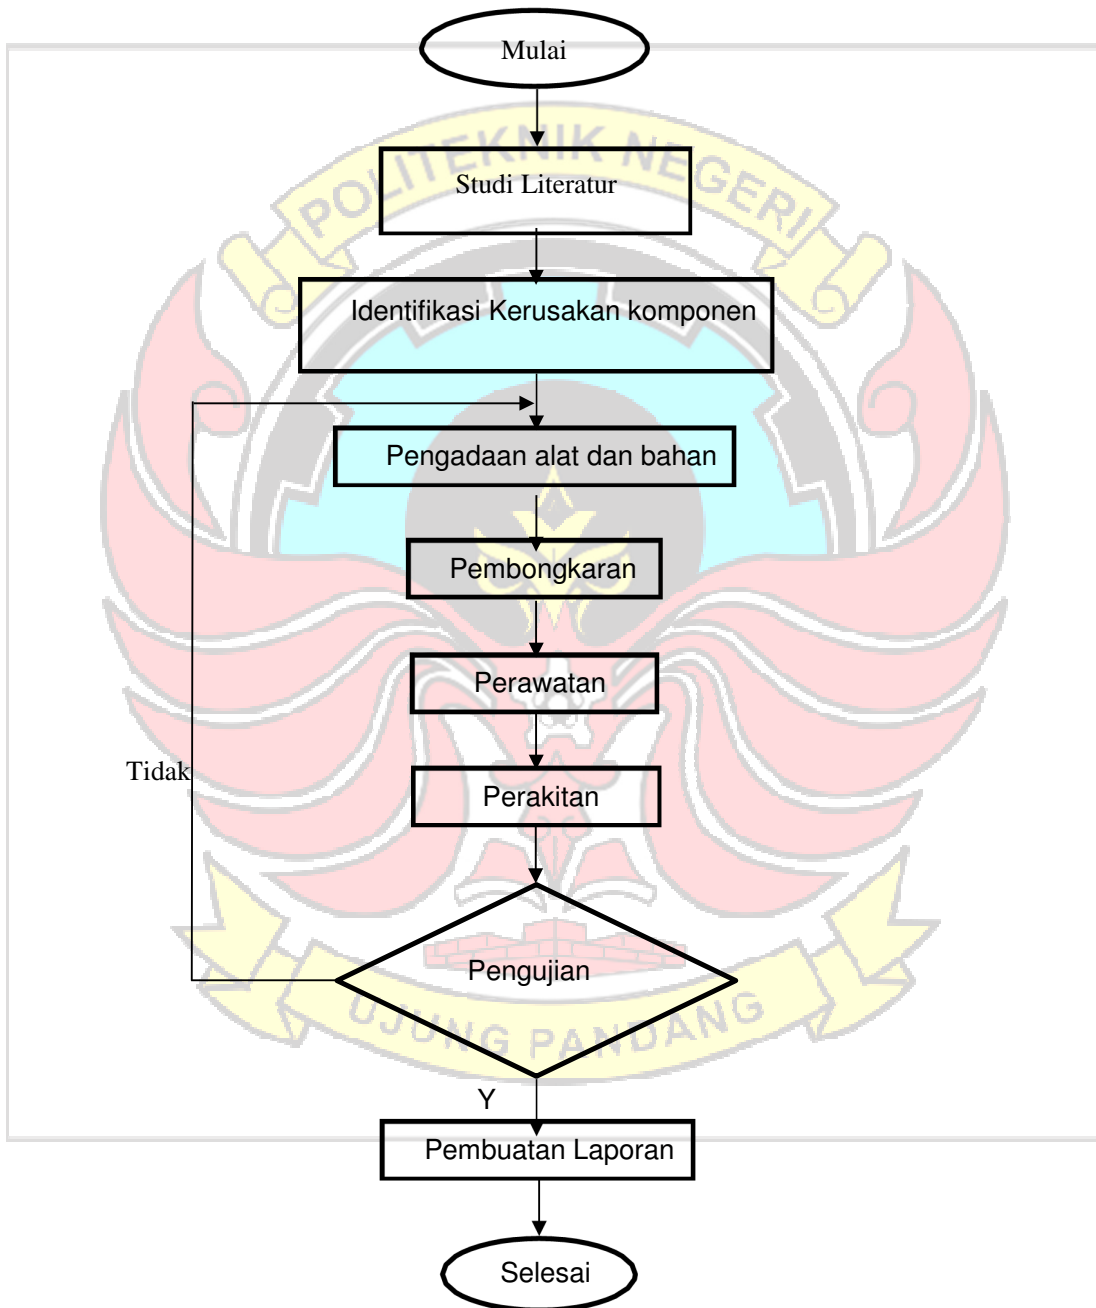 Mulai
POLITEKNIK NEGERI
Studi Literatur
Identifikasi Kerusakan komponen
Pengadaan alat dan bahan
Pembongkaran
Perawatan
Tidak
Perakitan
Pengujian
UJUNG PANDANG
Y
Pembuatan Laporan
Selesai